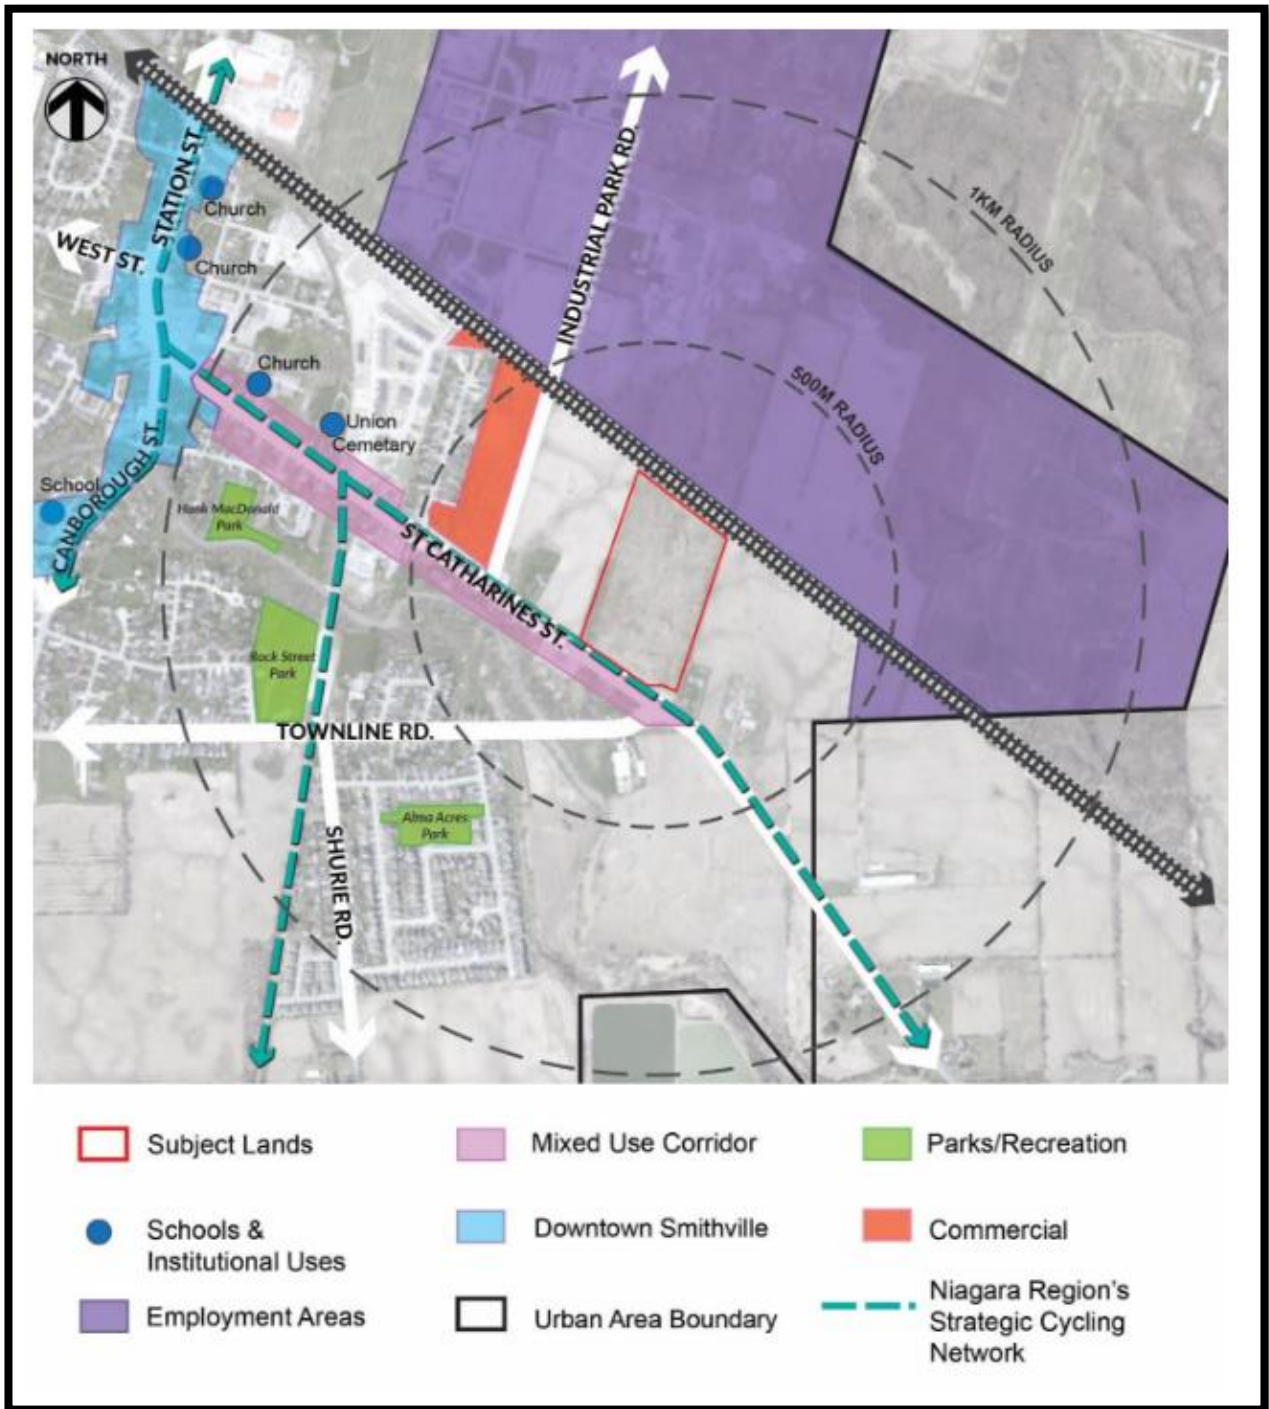 NORTH
STATION ST.
Church
WEST ST.
Church
INDUSTRIAL PARK RD.
1KM RADIUS
500M RADIUS
Church
Union
Cemetary
School
CANBOROUGH ST.
Hank MacDonald
Park
ST CATHARINES ST.
Rock Street
Park
TOWNLINE RD.
Alma Acres
Park
SHURIE RD.
Subject Lands
Mixed Use Corridor
Parks/Recreation
Schools &
Institutional Uses
Downtown Smithville
Commercial
Employment Areas
Urban Area Boundary
Niagara Region's
Strategic Cycling
Network